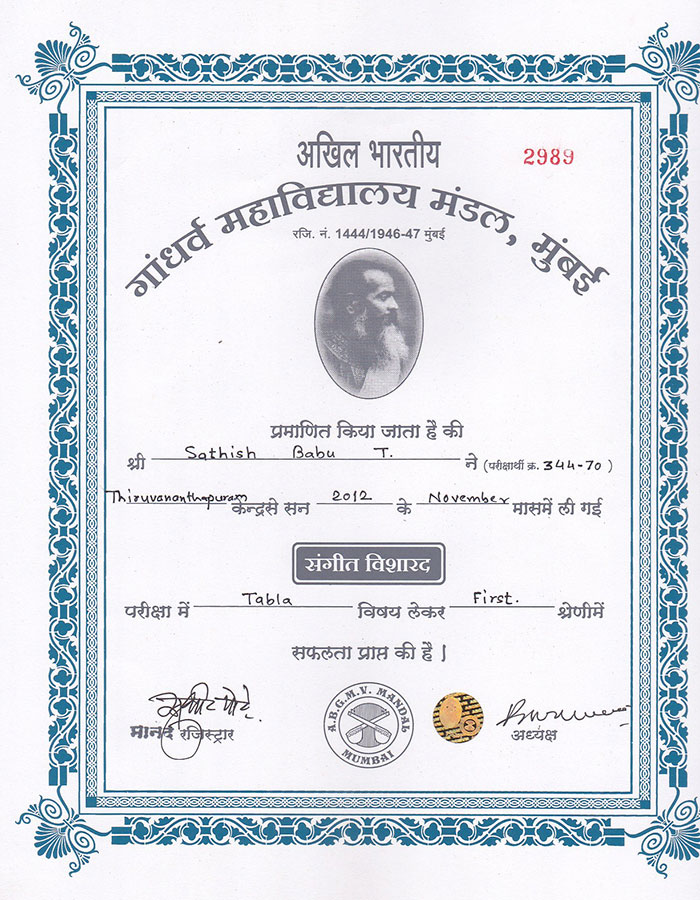 अखिल भारतीय
2989
गांधर्व महाविद्यालय मंडल, मुंबई
रजि. नं. 1444/1946-47 मुंबई
प्रमाणित किया जाता है की
श्री Sathish Babu T. ने (परीक्षार्थी क्र. 344-70)
Thiruvananthapuram केन्द्रसे सन 2012 के November मासमें ली गई
संगीत विशारद
परीक्षा में Tabla विषय लेकर First. श्रेणीमें
सफलता प्राप्त की है |
A.B.G.M.V. MANDAL
MUMBAI
मानद रजिस्ट्रार
अध्यक्ष